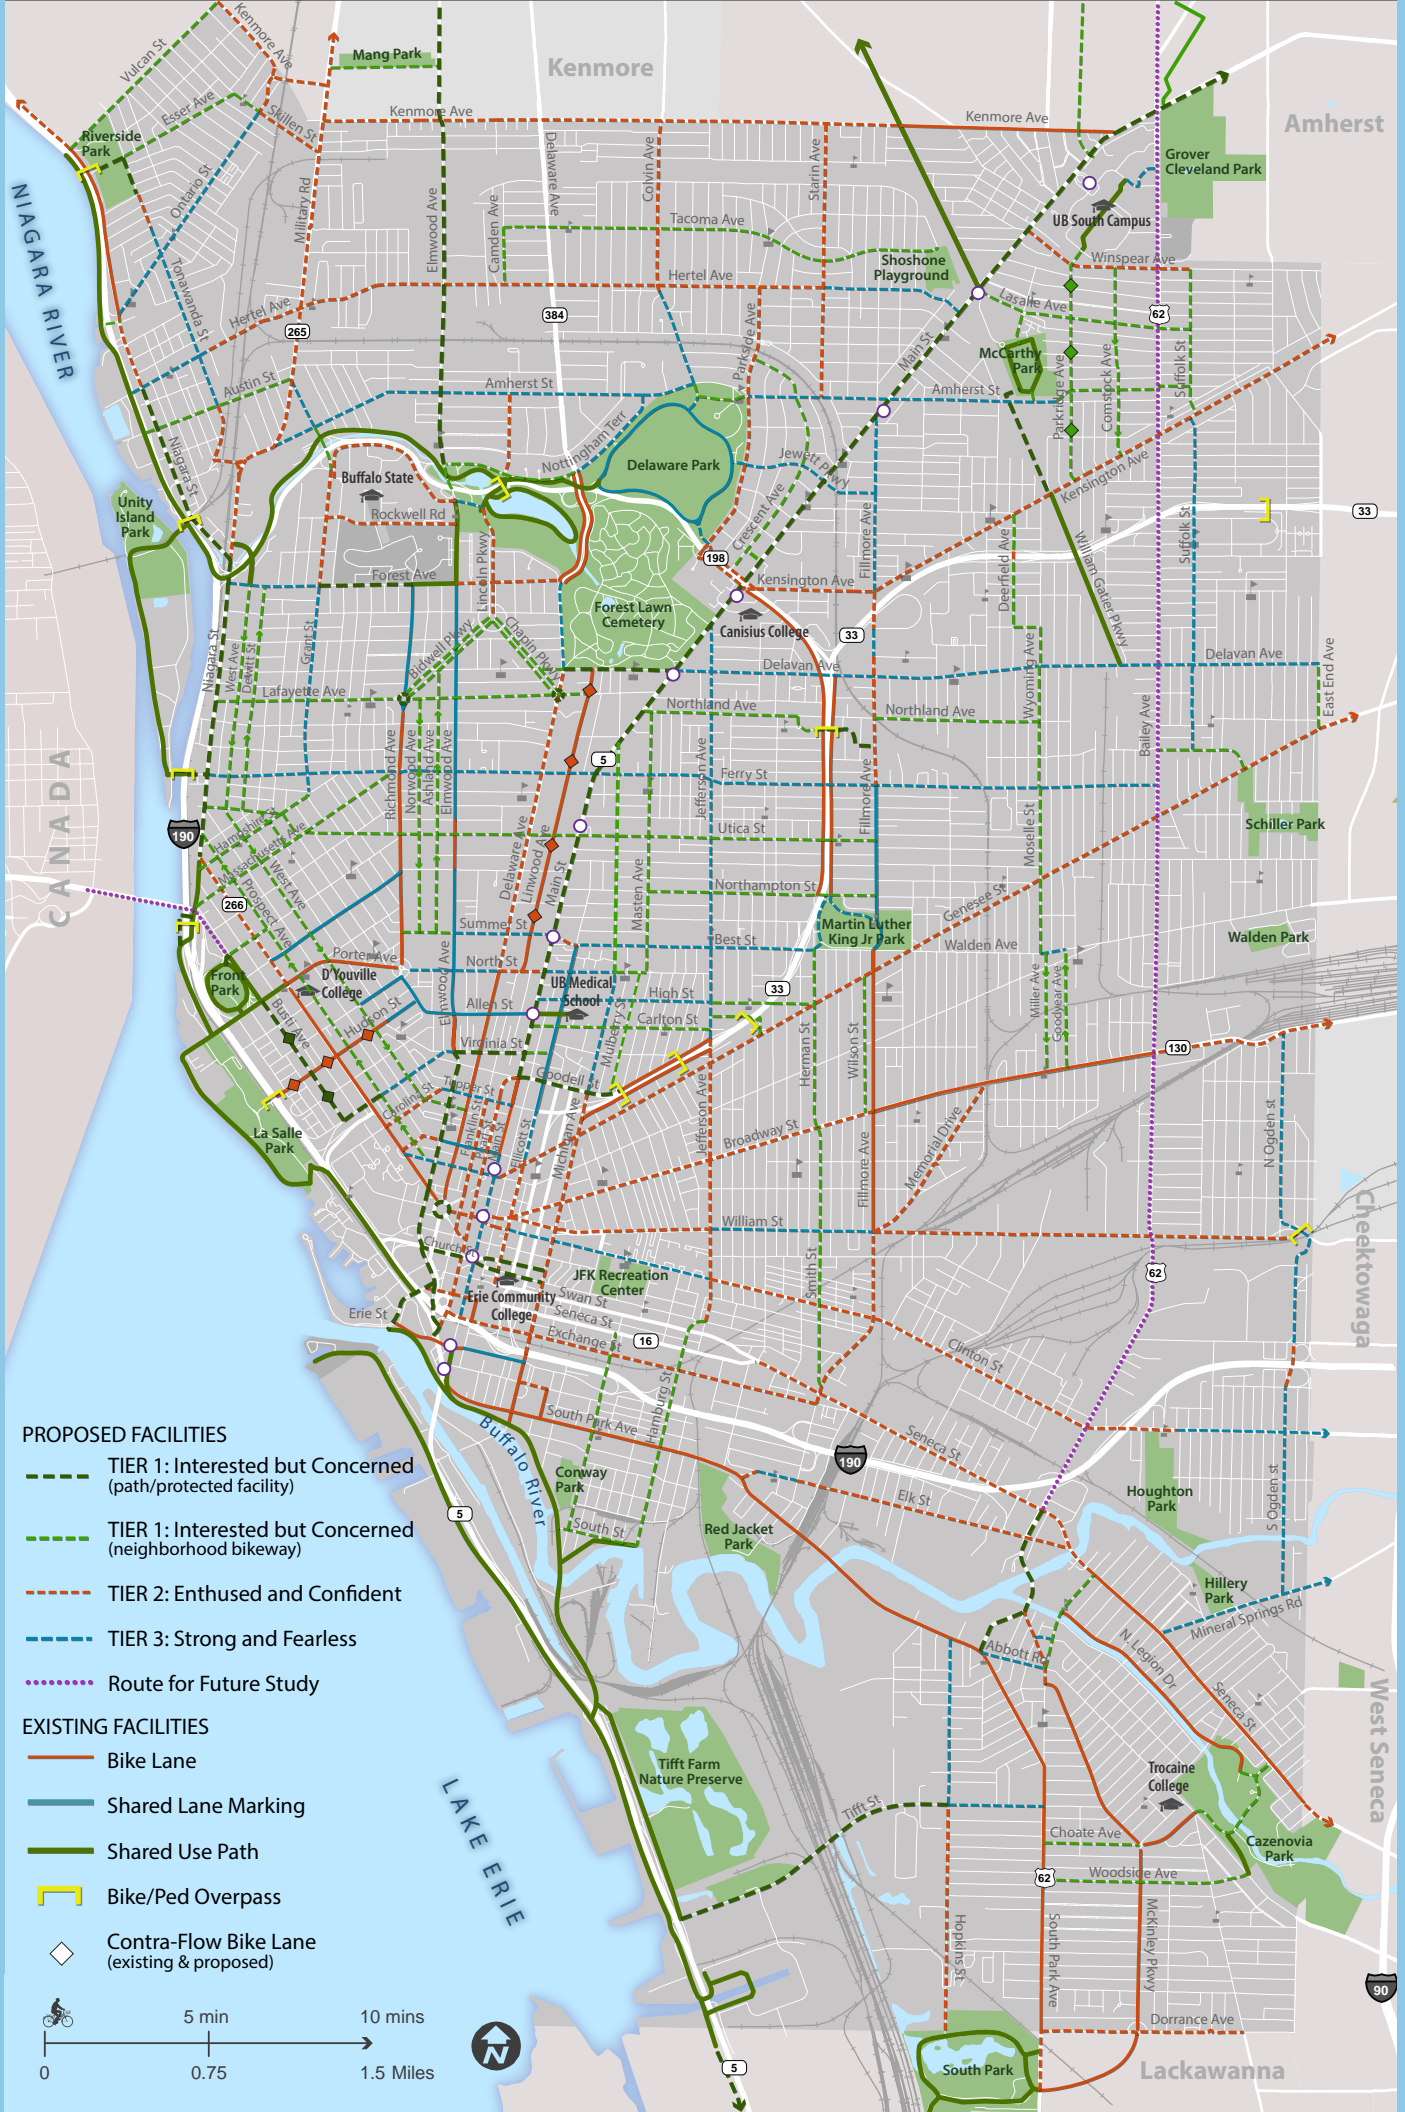 Kenmore Ave
Vulcan St
Mang Park
Kenmore
Esser Ave
Skillen St
Kenmore Ave
Kenmore Ave
Amherst
Riverside
Park
Grover
Cleveland Park
Delaware Ave
Colvin Ave
Starin Ave
Ontario St
Military Rd
Elmwood Ave
Camden Ave
Tacoma Ave
UB South Campus
NIAGARA RIVER
Shoshone
Playground
Winspear Ave
Tonawanda St
Hertel Ave
Hertel Ave
Lasalle Ave
265
384
62
Parkside Ave
Main St
McCarthy
Park
Parkridge Ave
Comstock Ave
Suffolk St
Austin St
Amherst St
Amherst St
Nottingham Terr
Niagara St
Buffalo State
Delaware Park
Jewett Pkwy
Kensington Ave
Unity
Island
Park
Rockwell Rd
Crescent Ave
Fillmore Ave
33
Suffolk St
Deerfield Ave
William Gatier Pkwy
198
Forest Ave
Lincoln Pkwy
Kensington Ave
Forest Lawn
Cemetery
Canisius College
33
Niagara St
West Ave
Dewitt St
Grant St
Bidwell Pkwy
Chapin Pkwy
Delavan Ave
Delavan Ave
Wyoming Ave
East End Ave
Lafayette Ave
Northland Ave
Northland Ave
Bailey Ave
CANADA
Richmond Ave
Norwood Ave
Ashland Ave
Elmwood Ave
5
Jefferson Ave
Ferry St
Fillmore Ave
Moselle St
190
Hampshire St
Massachusetts Ave
Utica St
Schiller Park
Delaware Ave
Linwood Ave
Main St
Masten Ave
Northampton St
Genesee St
266
West Ave
Prospect Ave
Summer St
Best St
Martin Luther
King Jr Park
Walden Ave
Walden Park
Porter Ave
North St
Front
Park
D'Youville
College
Elmwood Ave
UB Medical
School
High St
33
Miller Ave
Goodyear Ave
Busti Ave
Hudson St
Allen St
Carlton St
Mulberry St
Herman St
Wilson St
Virginia St
130
Goodell St
Tupper St
Caroline St
La Salle
Park
Franklin St
Pearl St
Main St
Ellicott St
Michigan Ave
Jefferson Ave
Broadway St
Fillmore Ave
Memorial Drive
N Ogden st
Cheektowaga
William St
Church St
Smith St
62
JFK Recreation
Center
Erie Community
College
Swan St
Seneca St
Exchange St
Erie St
16
Clinton St
Hamburg St
South Park Ave
Buffalo River
Seneca St
190
Elk St
Conway
Park
Houghton
Park
S Ogden st
PROPOSED FACILITIES
TIER 1: Interested but Concerned
(path/protected facility)
TIER 1: Interested but Concerned
(neighborhood bikeway)
TIER 2: Enthused and Confident
TIER 3: Strong and Fearless
Route for Future Study
5
South St
Red Jacket
Park
Hillery
Park
Mineral Springs Rd
Abbott Rd
N. Legion Dr
Seneca St
West Seneca
EXISTING FACILITIES
Bike Lane
Shared Lane Marking
Shared Use Path
Bike/Ped Overpass
Contra-Flow Bike Lane
(existing & proposed)
Tifft Farm
Nature Preserve
Trocaine
College
LAKE ERIE
Tifft St
Choate Ave
Cazenovia
Park
Woodside Ave
62
Hopkins St
South Park Ave
McKinley Pkwy
90
5 min
10 mins
0
0.75
1.5 Miles
N
Dorrance Ave
5
South Park
Lackawanna